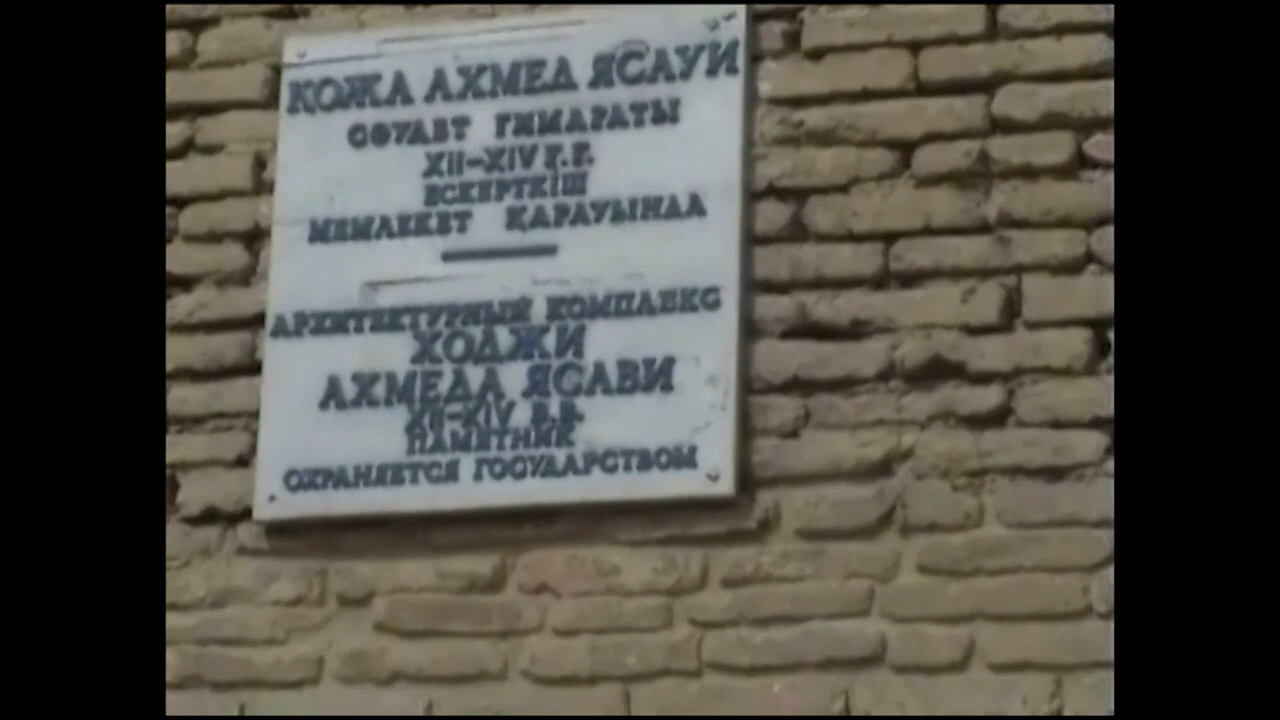 ҚОЖА АХМЕД ЯСАУИ
СӘУЛЕТ ҒИМАРАТЫ
XII–XIV Ғ.Ғ.
ЕСКЕРТКІШ
МЕМЛЕКЕТ ҚАРАУЫНДА
АРХИТЕКТУРНЫЙ КОМПЛЕКС
ХОДЖИ
АХМЕДА ЯСАВИ
XII–XIV В.В.
ПАМЯТНИК
ОХРАНЯЕТСЯ ГОСУДАРСТВОМ